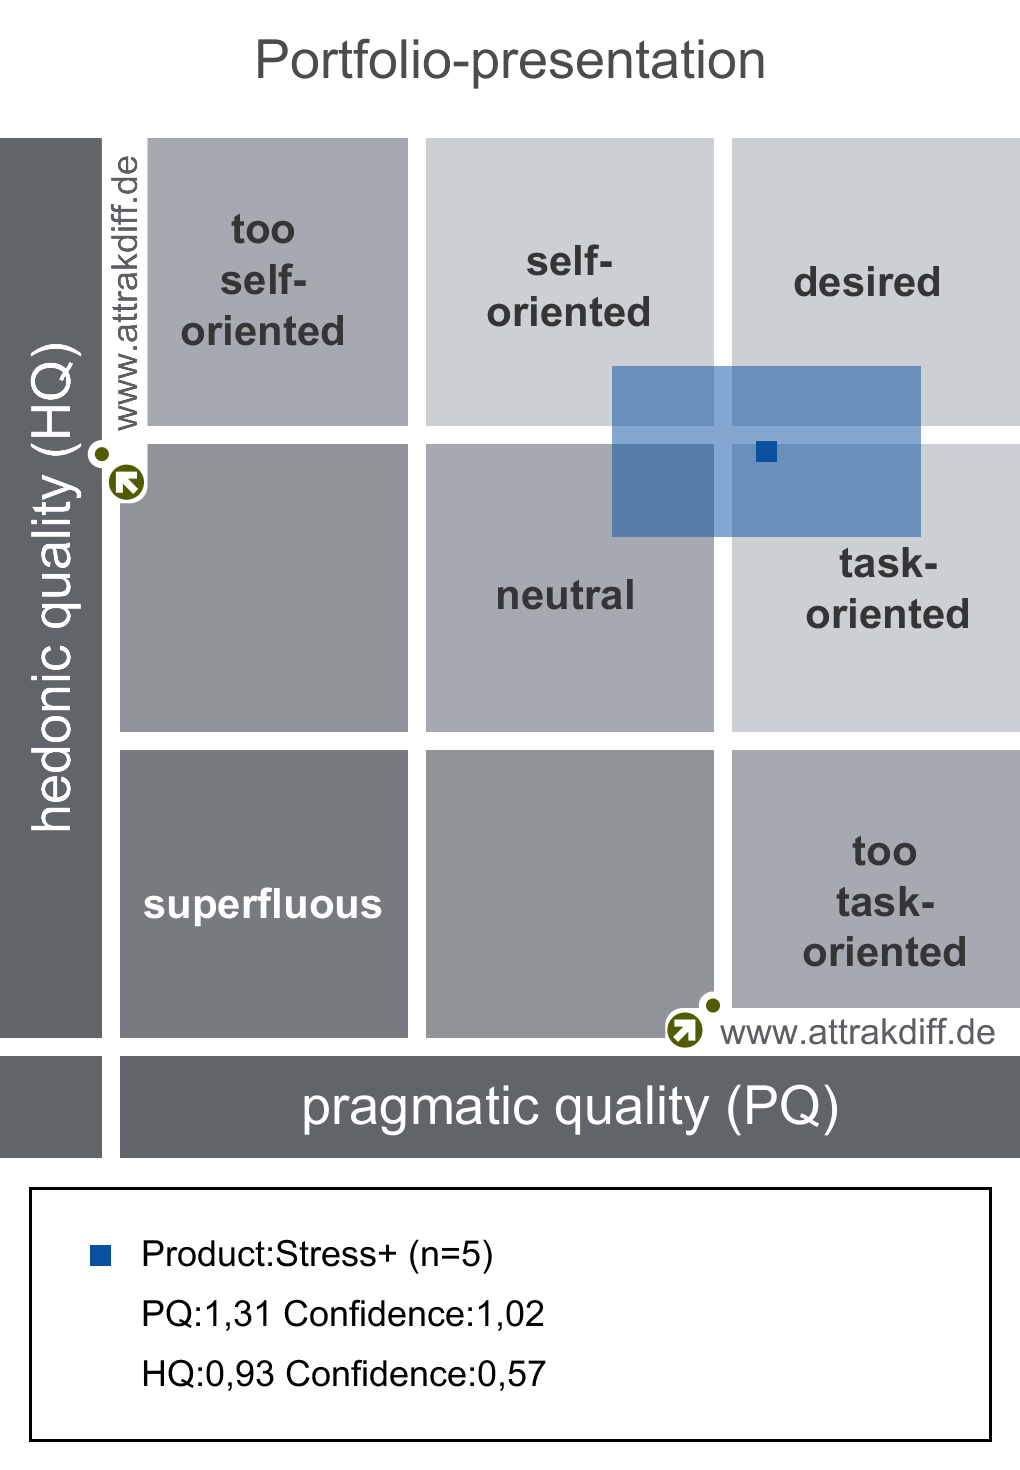 Portfolio-presentation
www.attrakdiff.de
hedonic quality (HQ)
too
self-
oriented
self-
oriented
desired
neutral
task-
oriented
superfluous
too
task-
oriented
www.attrakdiff.de
pragmatic quality (PQ)
Product:Stress+ (n=5)
PQ:1,31 Confidence:1,02
HQ:0,93 Confidence:0,57